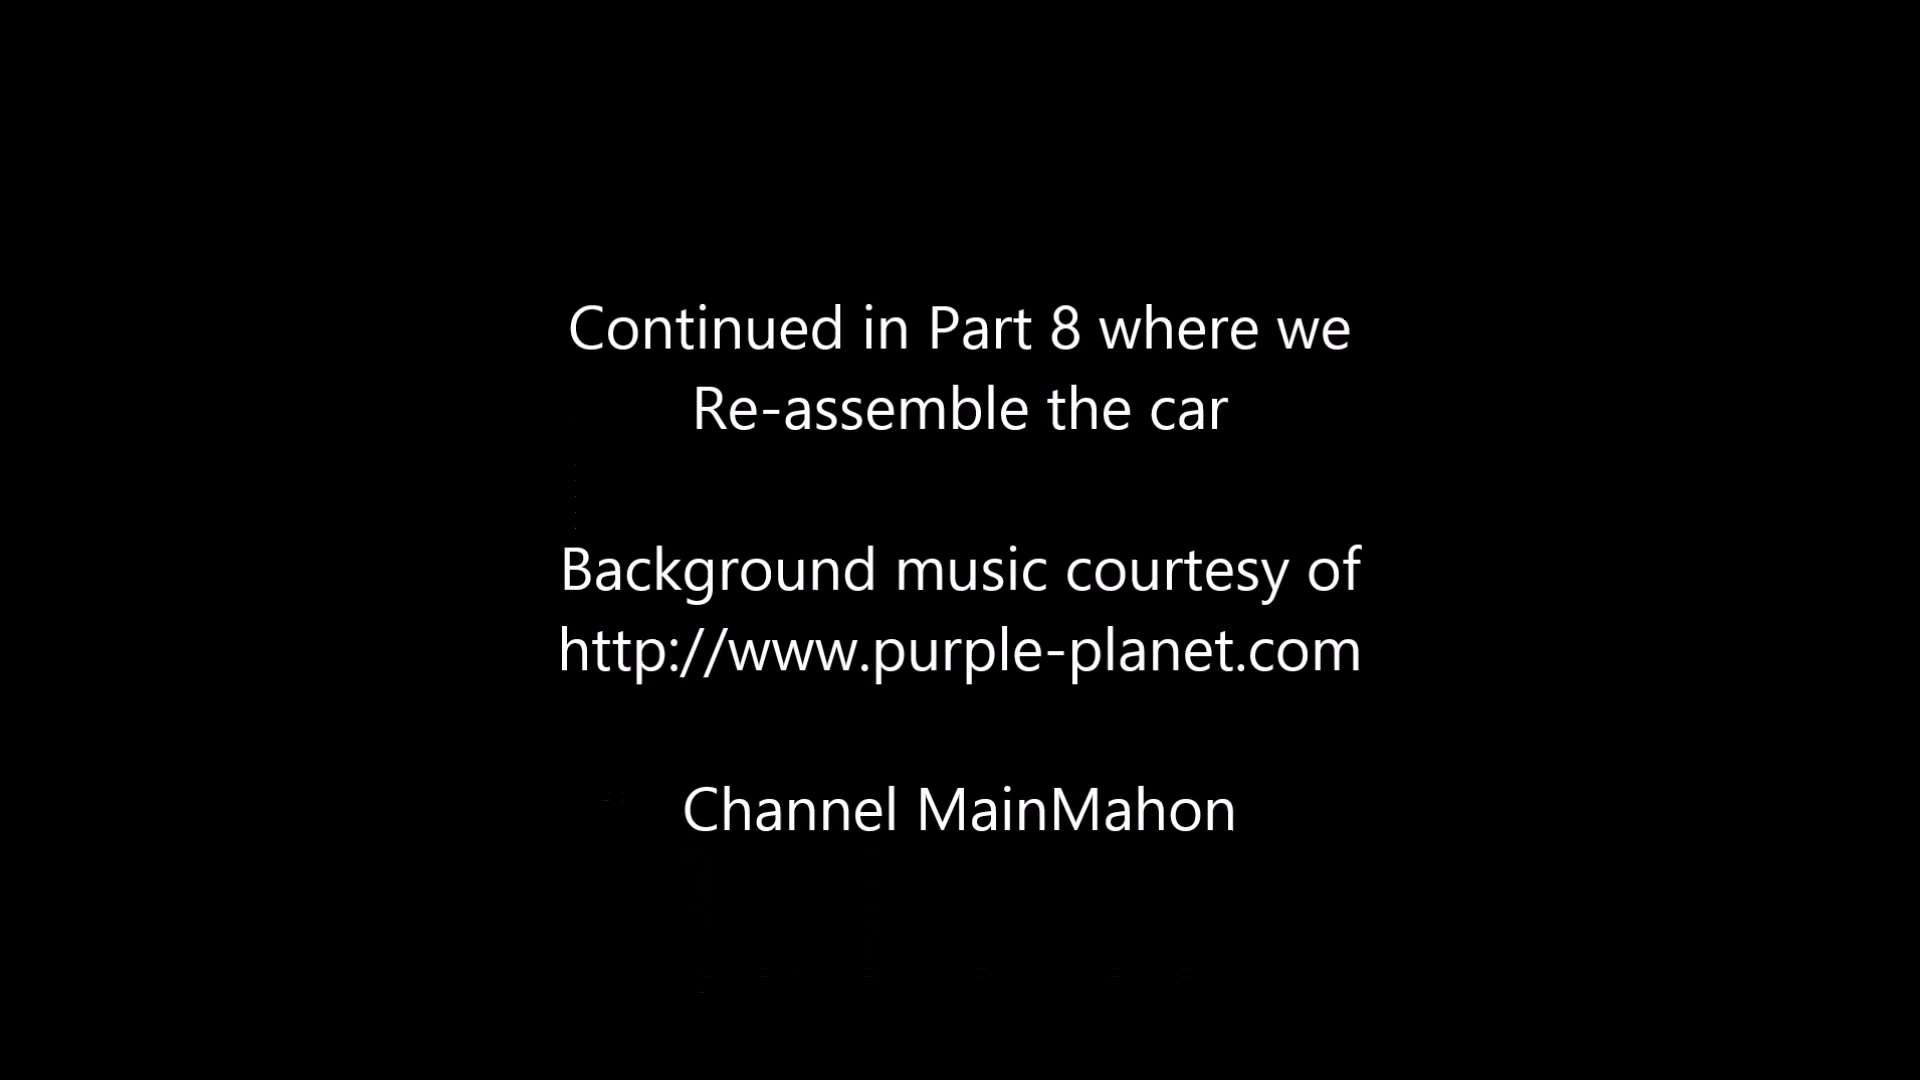 Continued in Part 8 where we
Re-assemble the car
Background music courtesy of
http://www.purple-planet.com
Channel MainMahon